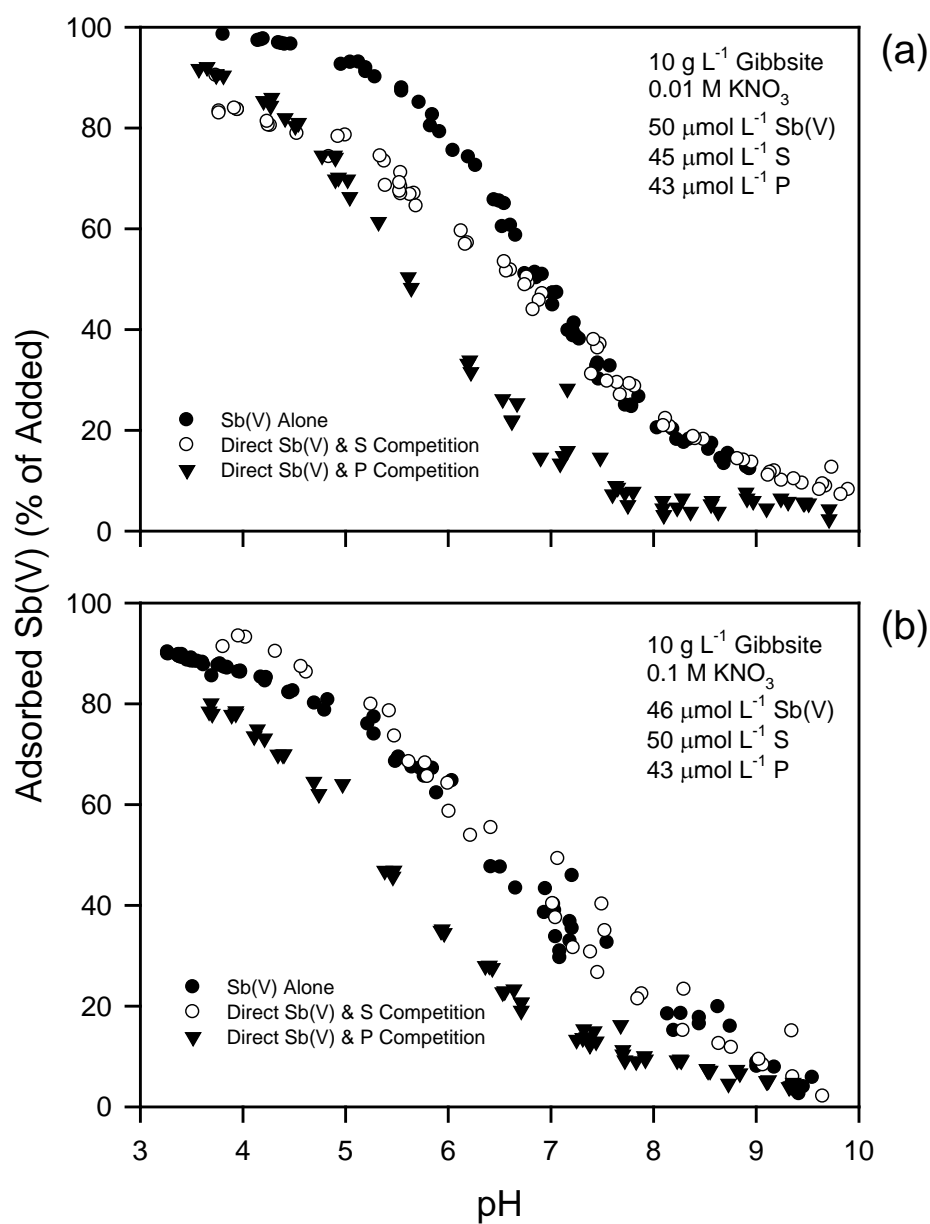 Adsorbed Sb(V) (% of Added)
(a)
100
80
60
40
20
0
10 g L⁻¹ Gibbsite
0.01 M KNO₃
50 μmol L⁻¹ Sb(V)
45 μmol L⁻¹ S
43 μmol L⁻¹ P
Sb(V) Alone
Direct Sb(V) & S Competition
Direct Sb(V) & P Competition
(b)
100
80
60
40
20
0
10 g L⁻¹ Gibbsite
0.1 M KNO₃
46 μmol L⁻¹ Sb(V)
50 μmol L⁻¹ S
43 μmol L⁻¹ P
Sb(V) Alone
Direct Sb(V) & S Competition
Direct Sb(V) & P Competition
3 4 5 6 7 8 9 10
pH